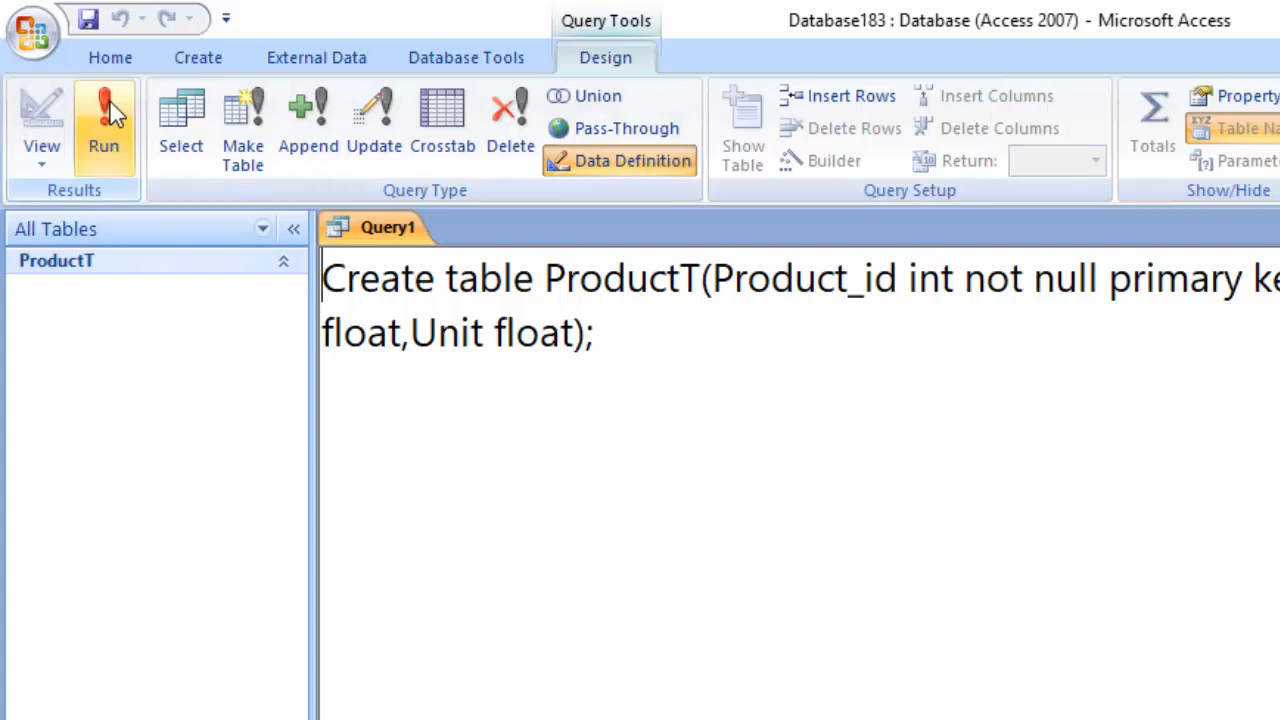 Query Tools
Database183 : Database (Access 2007) - Microsoft Access
Home Create External Data Database Tools Design
View
Run
Results
Select
Make Table
Append
Update
Crosstab
Delete
Union
Pass-Through
Data Definition
Query Type
Show Table
Insert Rows
Delete Rows
Builder
Insert Columns
Delete Columns
Return:
Query Setup
Totals
Property
Table Na
Paramete
Show/Hide
All Tables
ProductT
Query1
Create table ProductT(Product_id int not null primary ke
float,Unit float);